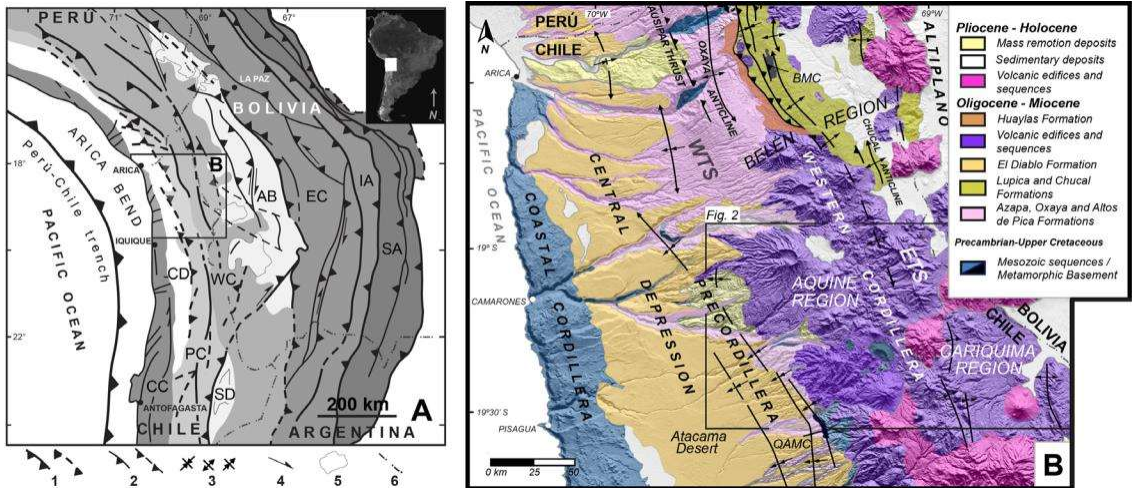 71°
69°
67°
PERÚ
LA PAZ
BOLIVIA
N
ARICA BEND
Perú-Chile trench
PACIFIC OCEAN
18°
ARICA
B
AB
EC
IA
SA
IQUIQUE
CD
WC
22°
PC
CC
SD
ANTOFAGASTA
CHILE
200 km
A
ARGENTINA
1 2 3 4 5 6
70°W
69°W
N
PERÚ
CHILE
ARICA
AUSIPAR THRUST
OXAYA ANTICLINE
BMC
ALTIPLANO
REGION
BELEN
CHUCAL ANTICLINE
WTS
PACIFIC OCEAN
CENTRAL DEPRESSION
COASTAL CORDILLERA
WESTERN CORDILLERA
Fig. 2
19° S
ETS
AQUINE REGION
CAMARONES
PRECORDILLERA
BOLIVIA
CHILE
CARIQUIMA REGION
19°30' S
PISAGUA
Atacama Desert
QAMC
0 km 25 50
B
Pliocene - Holocene
Mass remotion deposits
Sedimentary deposits
Volcanic edifices and sequences
Oligocene - Miocene
Huaylas Formation
Volcanic edifices and sequences
El Diablo Formation
Lupica and Chucal Formations
Azapa, Oxaya and Altos de Pica Formations
Precambrian-Upper Cretaceous
Mesozoic sequences / Metamorphic Basement